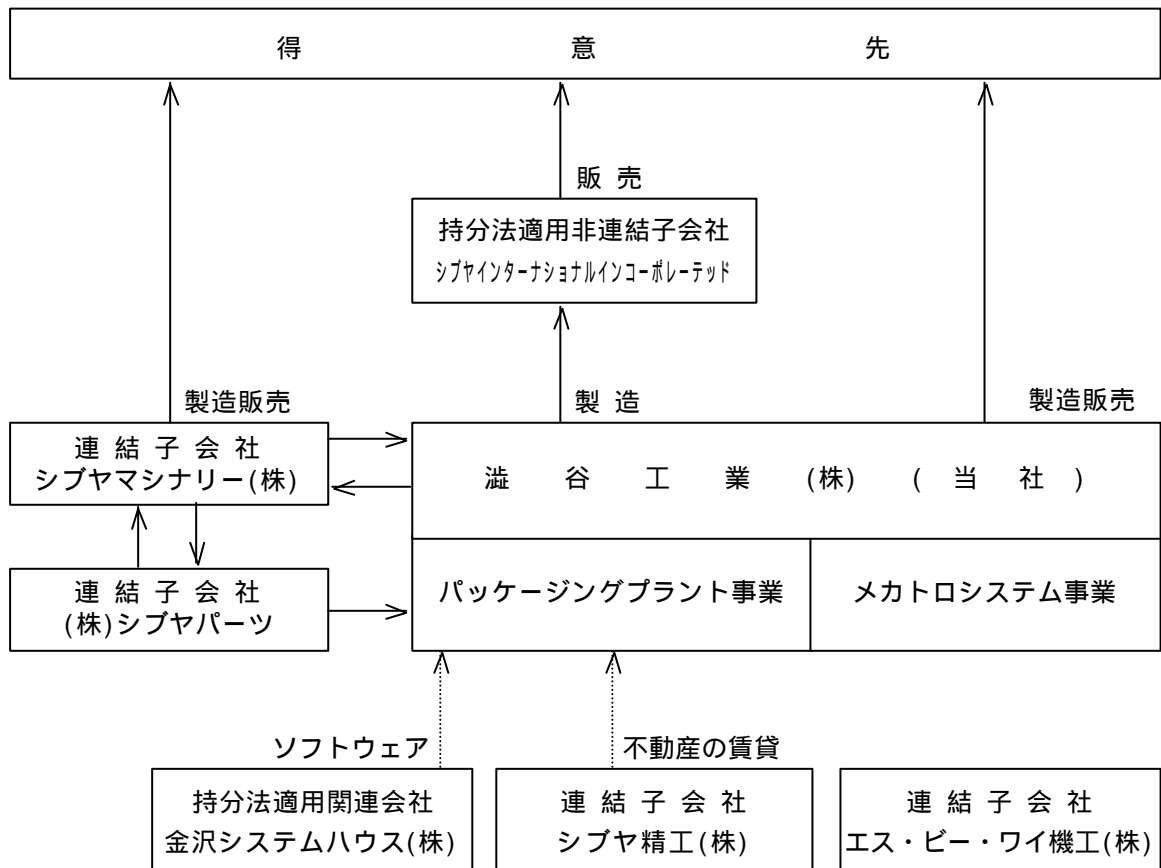 得意先
販売
持分法適用非連結子会社
シブヤインターナショナルインコーポレーテッド
製造販売
製造
製造販売
連結子会社
シブヤマシナリー(株)
澁谷工業(株)(当社)
連結子会社
(株)シブヤパーツ
パッケージングプラント事業
メカトロシステム事業
ソフトウェア
不動産の賃貸
持分法適用関連会社
金沢システムハウス(株)
連結子会社
シブヤ精工(株)
連結子会社
エス・ビー・ワイ機工(株)